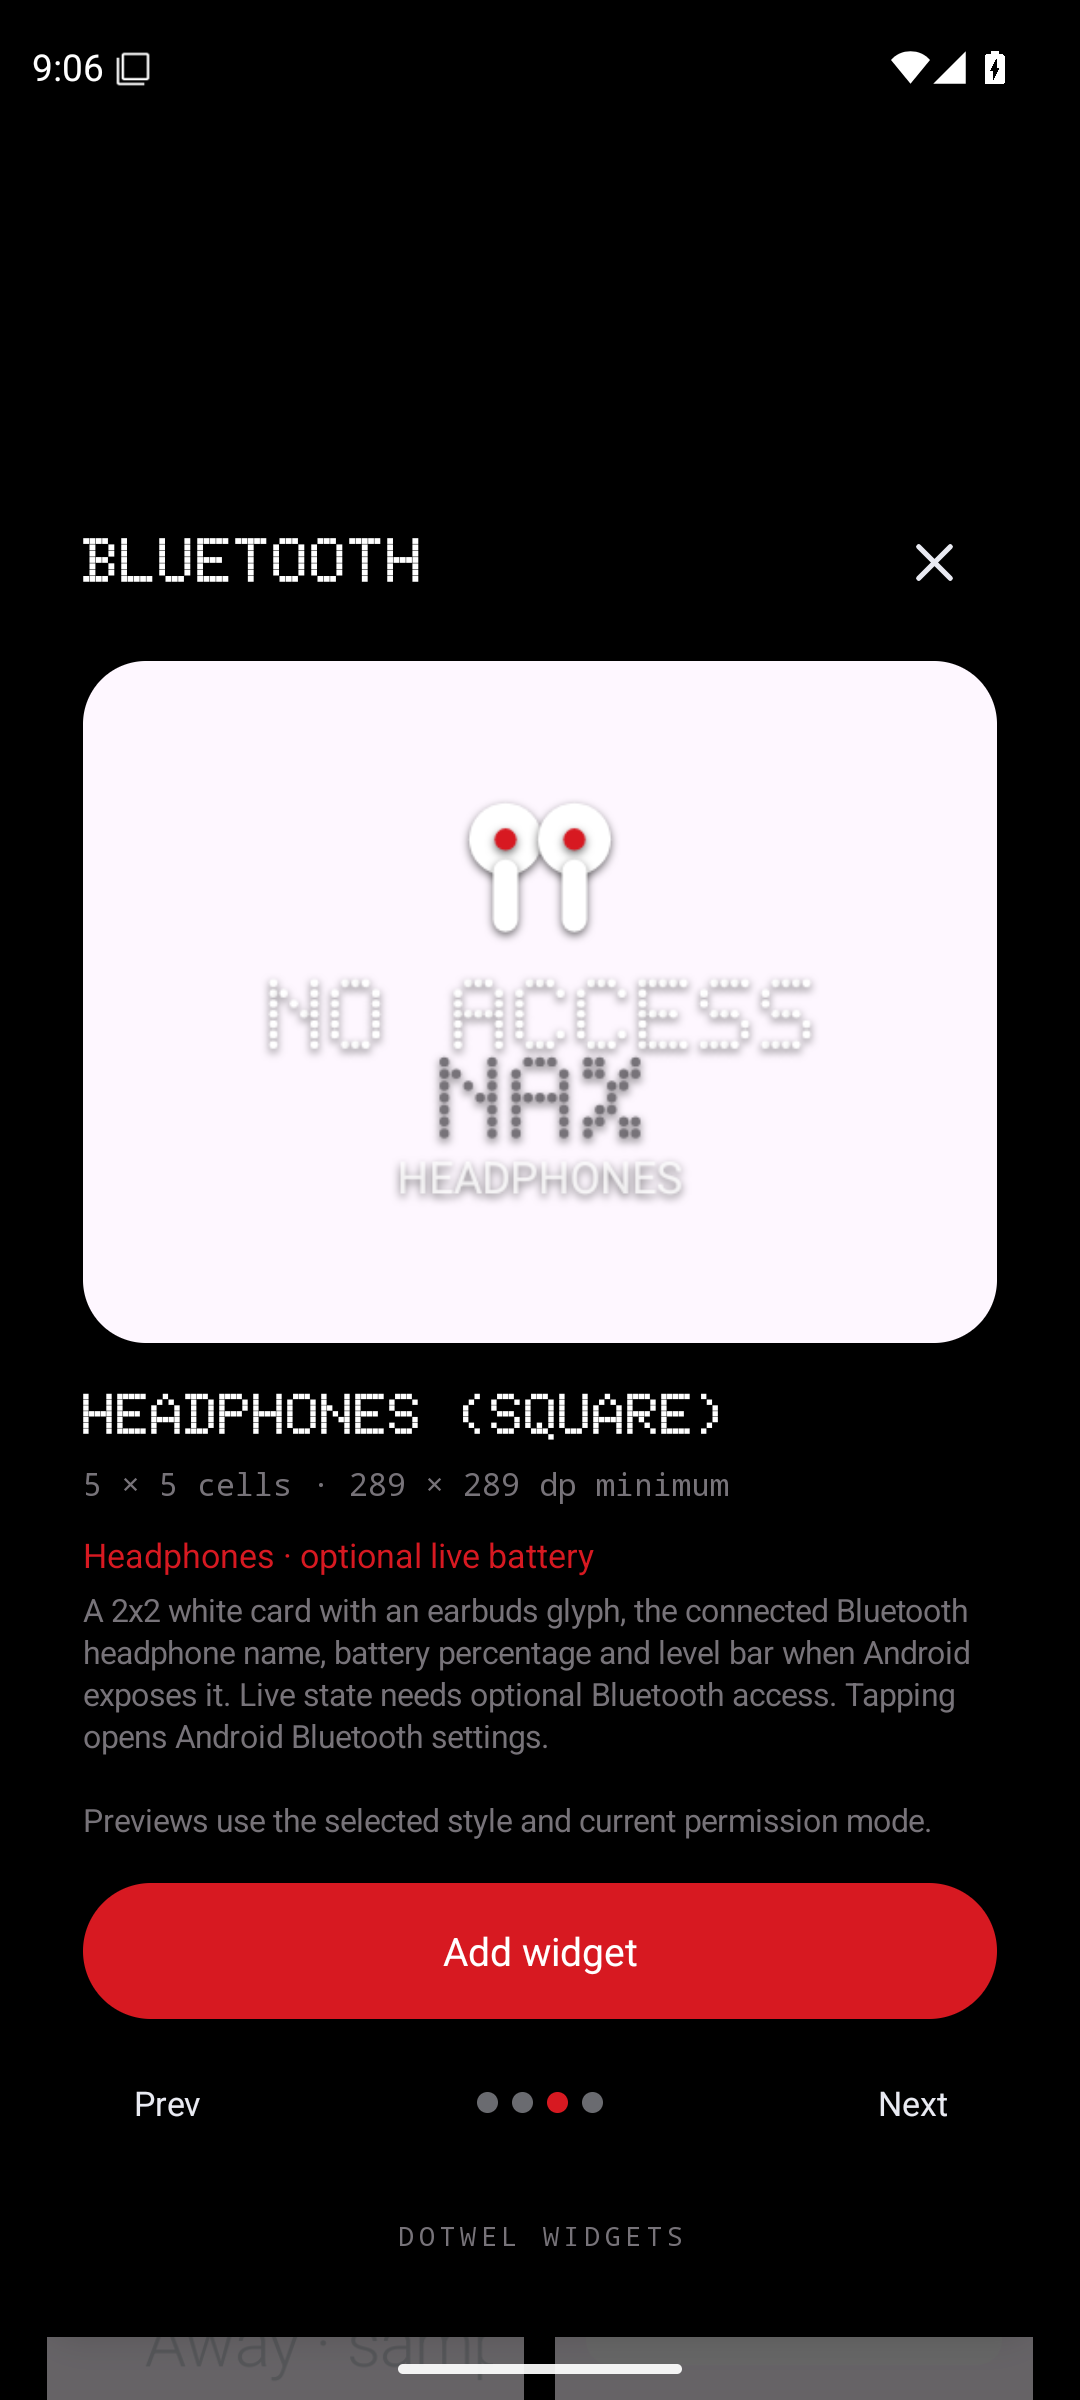 9:06
BLUETOOTH
NO ACCESS
NA%
HEADPHONES
HEADPHONES (SQUARE)
5 × 5 cells · 289 × 289 dp minimum
Headphones · optional live battery
A 2x2 white card with an earbuds glyph, the connected Bluetooth
headphone name, battery percentage and level bar when Android
exposes it. Live state needs optional Bluetooth access. Tapping
opens Android Bluetooth settings.
Previews use the selected style and current permission mode.
Add widget
Prev
Next
DOTWEL WIDGETS
Away ·